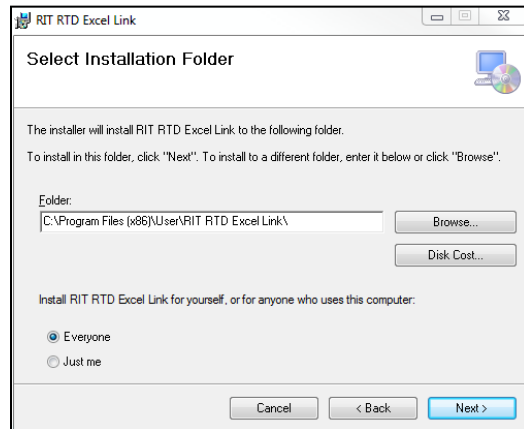 RIT RTD Excel Link
Select Installation Folder
The installer will install RIT RTD Excel Link to the following folder.
To install in this folder, click "Next". To install to a different folder, enter it below or click "Browse".
Folder:
C:\Program Files (x86)\User\RIT RTD Excel Link\
Browse...
Disk Cost...
Install RIT RTD Excel Link for yourself, or for anyone who uses this computer:
Everyone
Just me
Cancel
< Back
Next >